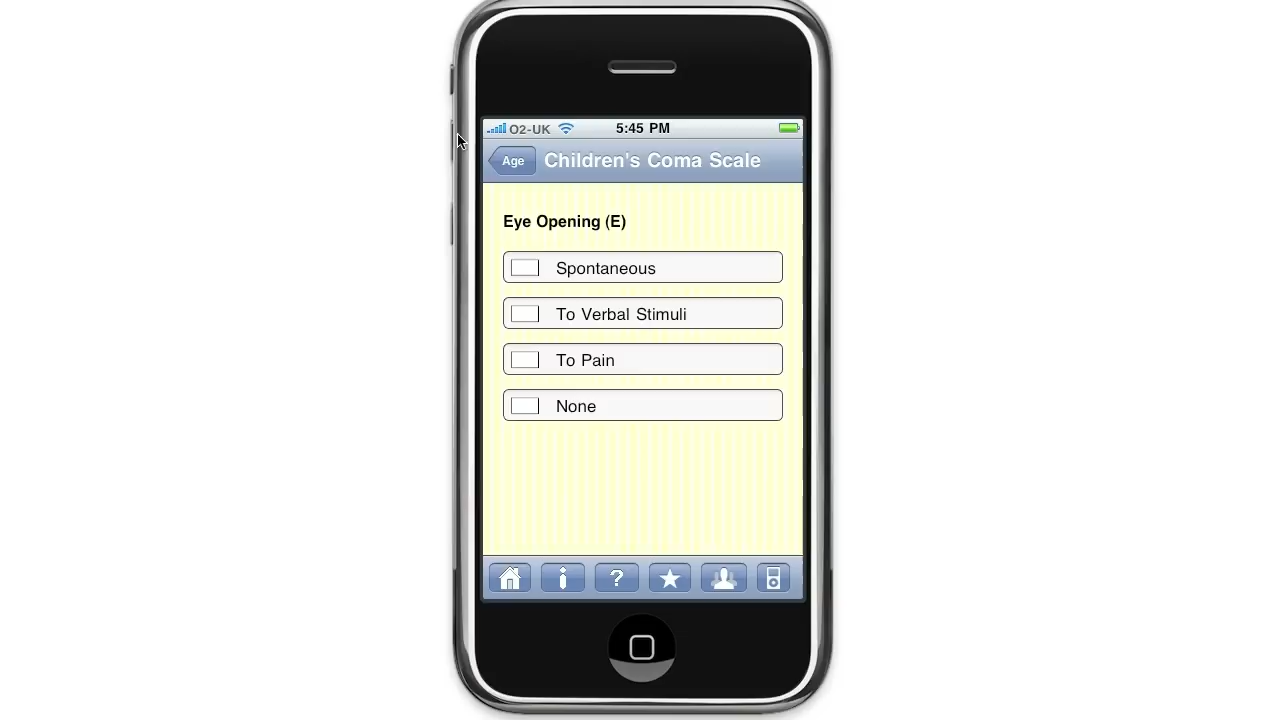 O2-UK 5:45 PM
Age Children's Coma Scale
Eye Opening (E)
Spontaneous
To Verbal Stimuli
To Pain
None